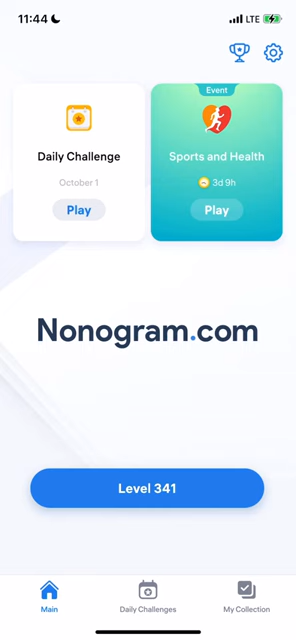 11:44
LTE
Event
Daily Challenge
October 1
Play
Sports and Health
3d 9h
Play
Nonogram.com
Level 341
Main
Daily Challenges
My Collection